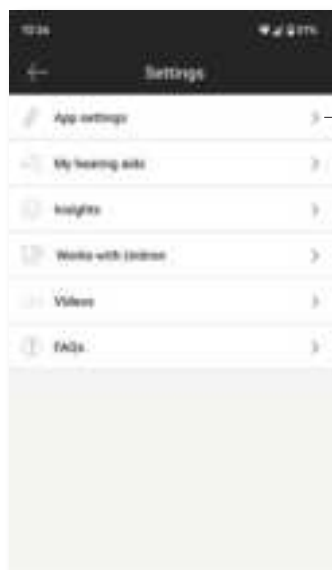 Settings
App settings
My hearing aids
Insights
Works with Unitron
Videos
FAQs